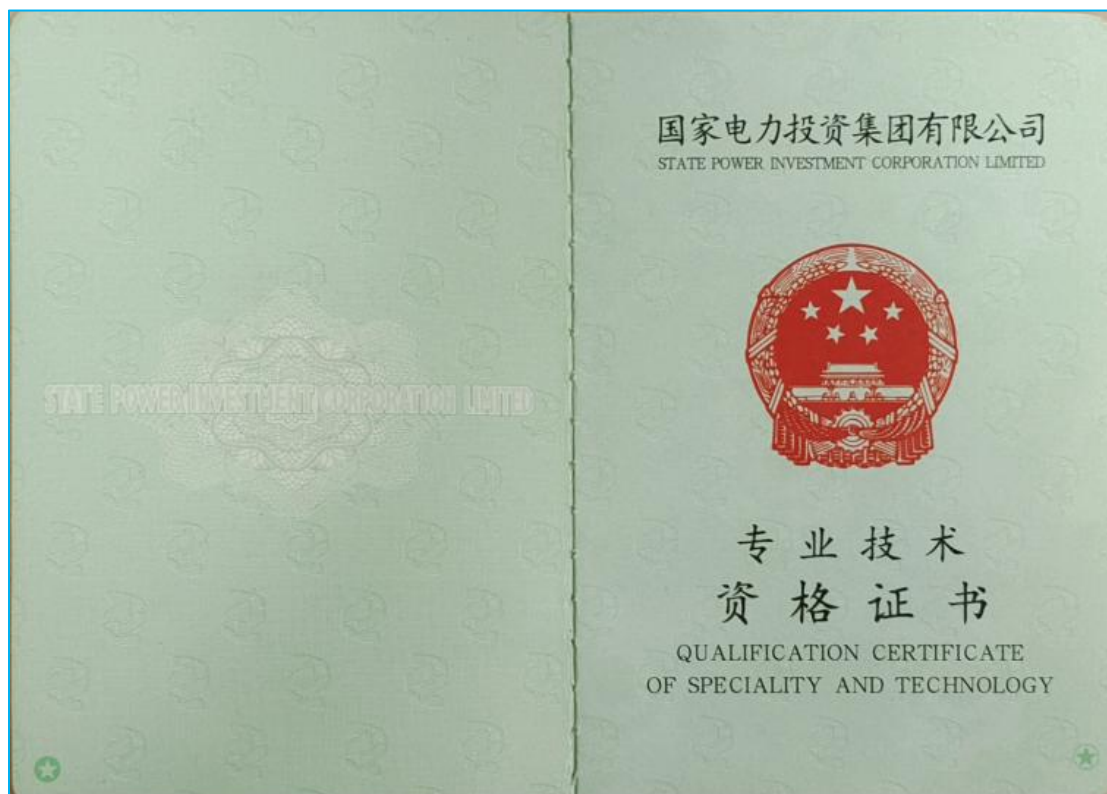 STATE POWER INVESTMENT CORPORATION LIMITED
国家电力投资集团有限公司
STATE POWER INVESTMENT CORPORATION LIMITED
专业技术
资格证书
QUALIFICATION CERTIFICATE
OF SPECIALITY AND TECHNOLOGY